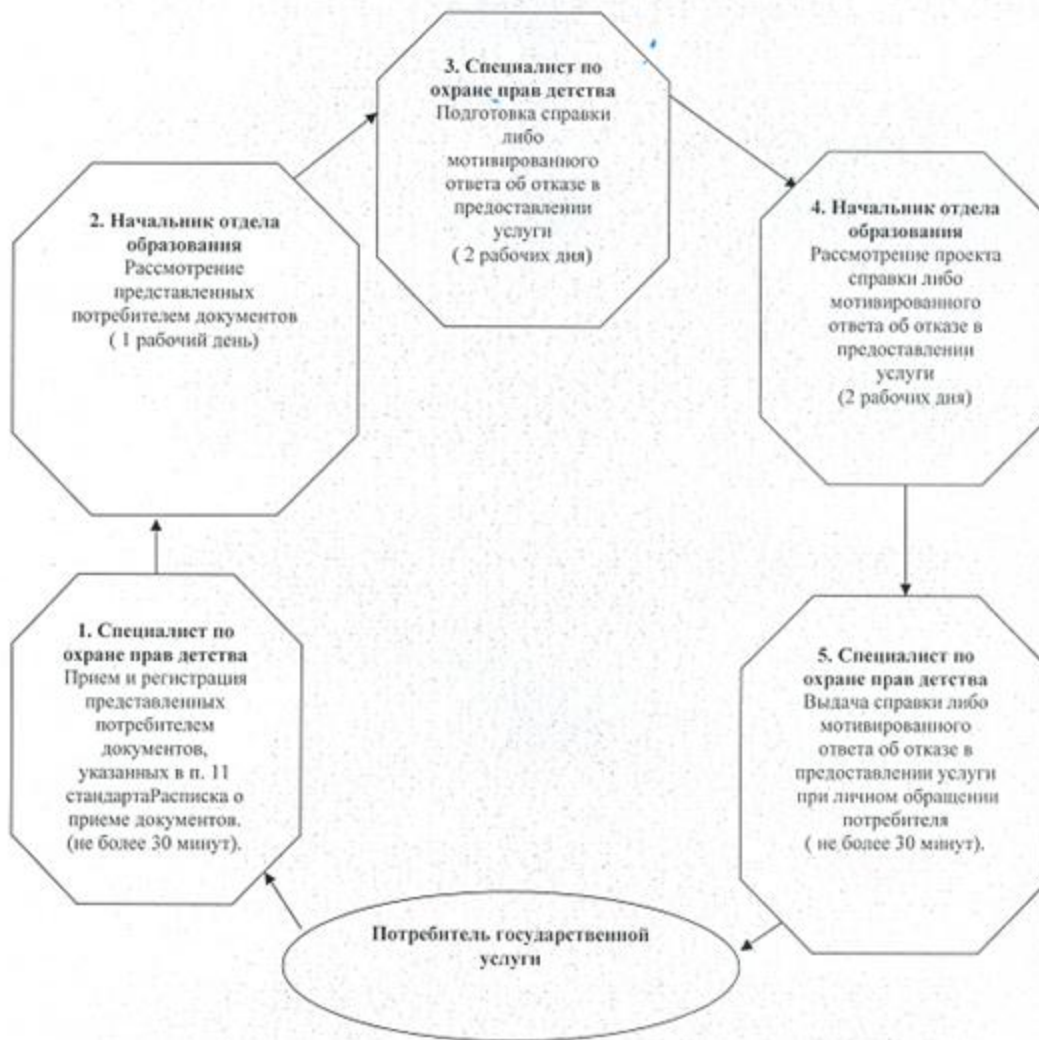 3. Специалист по
охране прав детства
Подготовка справки
либо
мотивированного
ответа об отказе в
предоставлении
услуги
( 2 рабочих дня)
2. Начальник отдела
образования
Рассмотрение
представленных
потребителем документов
( 1 рабочий день)
4. Начальник отдела
образования
Рассмотрение проекта
справки либо
мотивированного
ответа об отказе в
предоставлении
услуги
(2 рабочих дня)
1. Специалист по
охране прав детства
Прием и регистрация
представленных
потребителем
документов,
указанных в п. 11
стандартаРасписка о
приеме документов.
(не более 30 минут).
5. Специалист по
охране прав детства
Выдача справки либо
мотивированного
ответа об отказе в
предоставлении услуги
при личном обращении
потребителя
( не более 30 минут).
Потребитель государственной
услуги